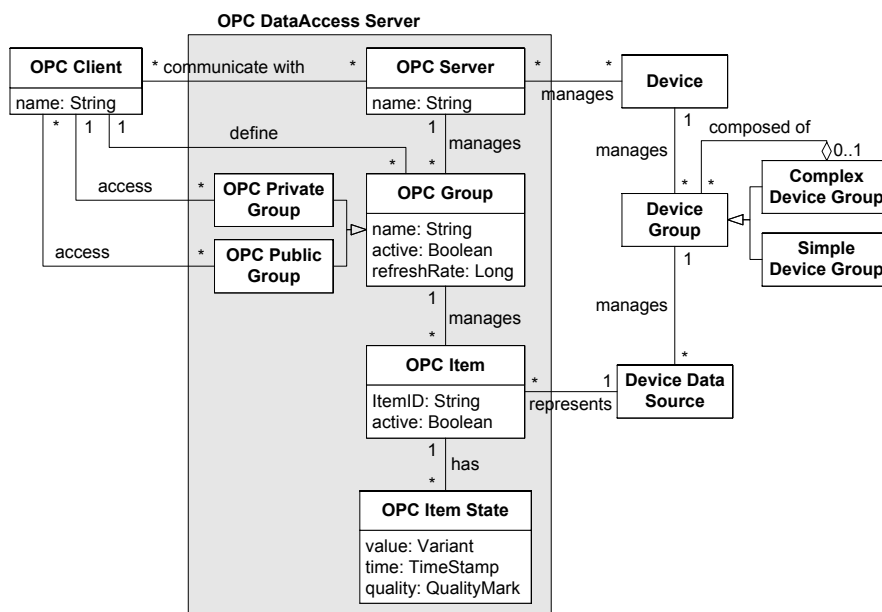 OPC DataAccess Server
OPC Client
name: String
* communicate with *
OPC Server
name: String
* *
manages
Device
* 1 1
define
*
1
manages
*
1
manages
*
composed of
*
0..1
Complex
Device Group
access *
OPC Private
Group
OPC Group
name: String
active: Boolean
refreshRate: Long
Device
Group
access *
OPC Public
Group
Simple
Device Group
1
manages
*
1
manages
*
OPC Item
ItemID: String
active: Boolean
* 1
represents
Device Data
Source
1
has
*
OPC Item State
value: Variant
time: TimeStamp
quality: QualityMark